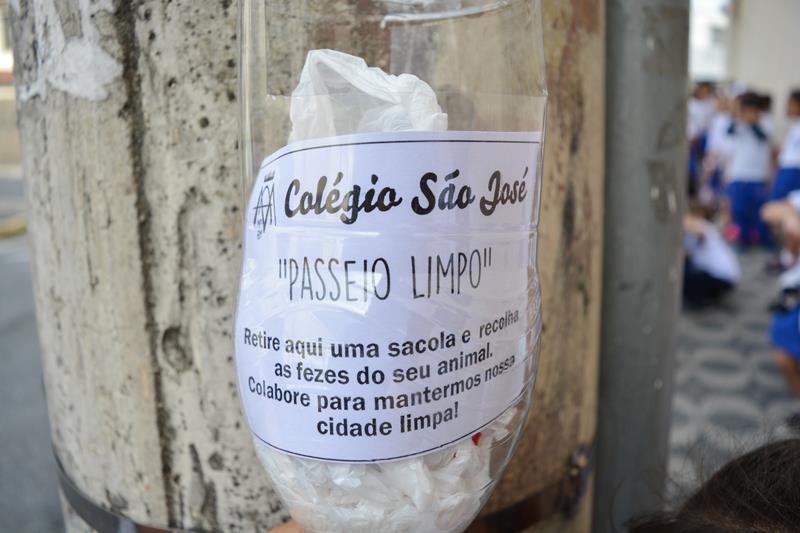 Colégio São José
"PASSEIO LIMPO"
Retire aqui uma sacola e recolha
as fezes do seu animal.
Colabore para mantermos nossa
cidade limpa!